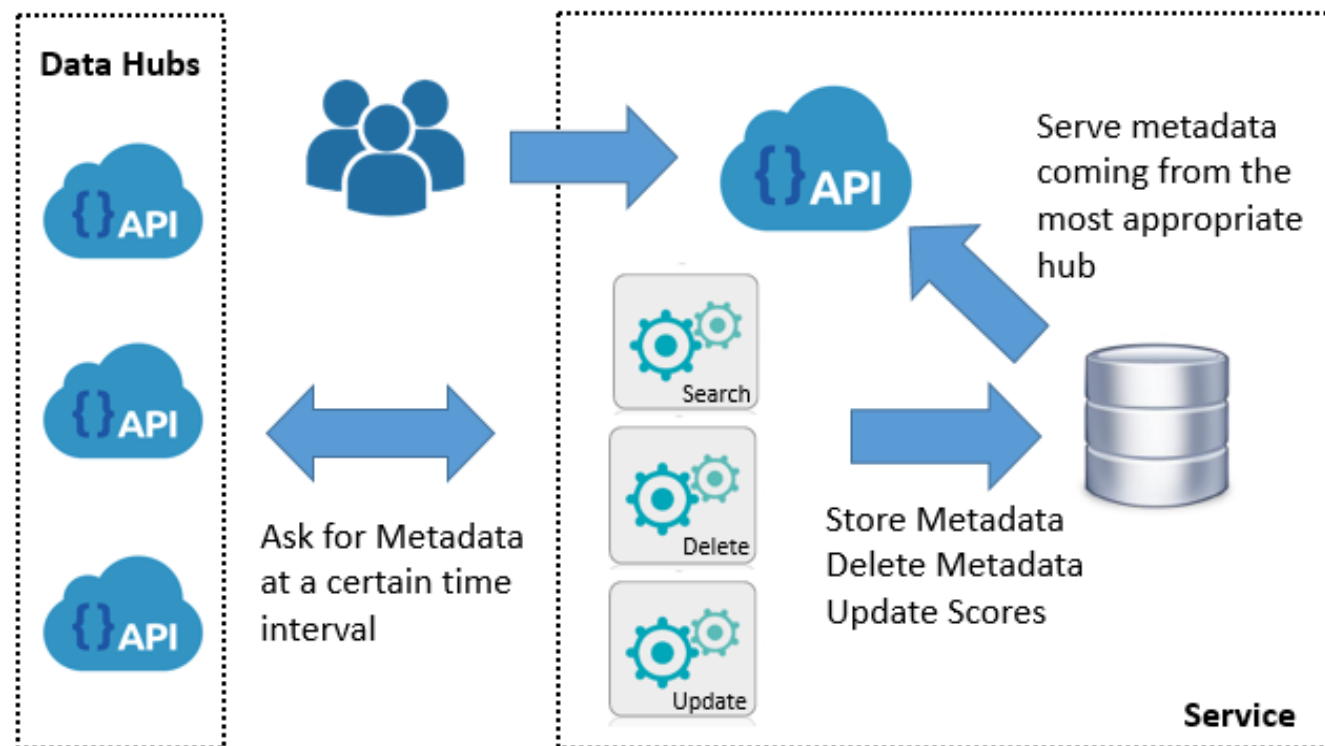 Data Hubs
{} API
{} API
{} API
Ask for Metadata
at a certain time
interval
{} API
Serve metadata
coming from the
most appropriate
hub
Search
Delete
Update
Store Metadata
Delete Metadata
Update Scores
Service